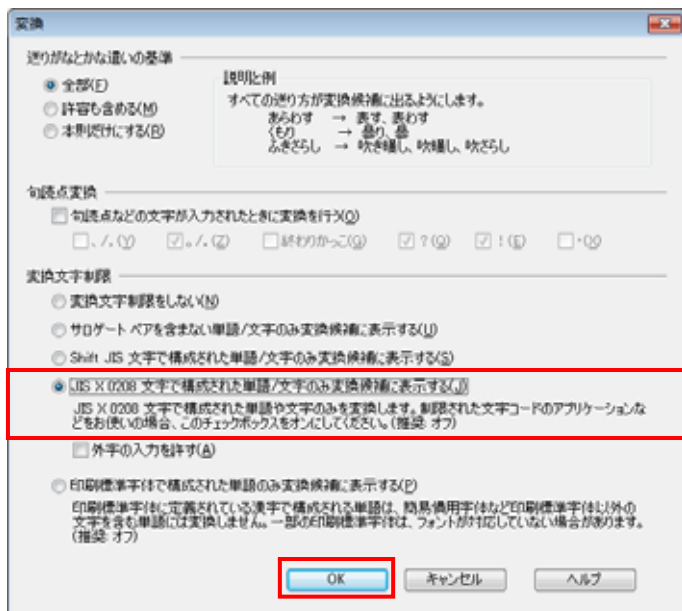 変換
送りがなとかな遣いの基準
全部(F)
許容も含める(M)
本則だけにする(R)
説明と例
すべての送り方が変換候補に出るようにします。
あらわす → 表す、表わす
くもり → 曇り、曇
ふきさらし → 吹き曝し、吹曝し、吹ざらし
句読点変換
句読点などの文字が入力されたときに変換を行う(O)
、/,(Y) 。/.(Z) 終わりかっこ(G) ?(Q) !(E) ・(V)
変換文字制限
変換文字制限をしない(N)
サロゲート ペアを含まない単語/文字のみ変換候補に表示する(U)
Shift JIS 文字で構成された単語/文字のみ変換候補に表示する(S)
JIS X 0208 文字で構成された単語/文字のみ変換候補に表示する(J)
JIS X 0208 文字で構成された単語や文字のみを変換します。制限された文字コードのアプリケーションな
どをお使いの場合、このチェックボックスをオンにしてください。(推奨: オフ)
外字の入力を許す(A)
印刷標準字体で構成された単語のみ変換候補に表示する(P)
印刷標準字体に定義されている漢字で構成される単語は、簡易慣用字体など印刷標準字体以外の
文字を含む単語には変換しません。一部の印刷標準字体は、フォントが対応していない場合があります。
(推奨: オフ)
OK キャンセル ヘルプ